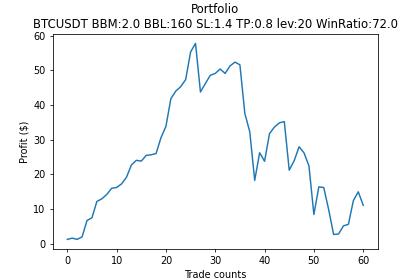 Portfolio
BTCUSDT BBM:2.0 BBL:160 SL:1.4 TP:0.8 lev:20 WinRatio:72.0
60
50
40
30
20
10
0
Profit ($)
0 10 20 30 40 50 60
Trade counts